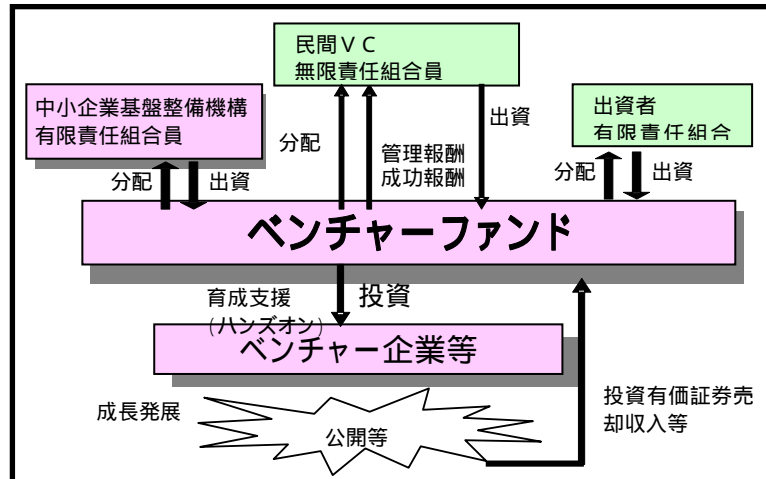 民間ＶＣ
無限責任組合員
中小企業基盤整備機構
有限責任組合員
出資者
有限責任組合
分配
出資
分配
管理報酬
成功報酬
出資
分配
出資
ベンチャーファンド
育成支援
(ハンズオン)
投資
ベンチャー企業等
成長発展
公開等
投資有価証券売
却収入等